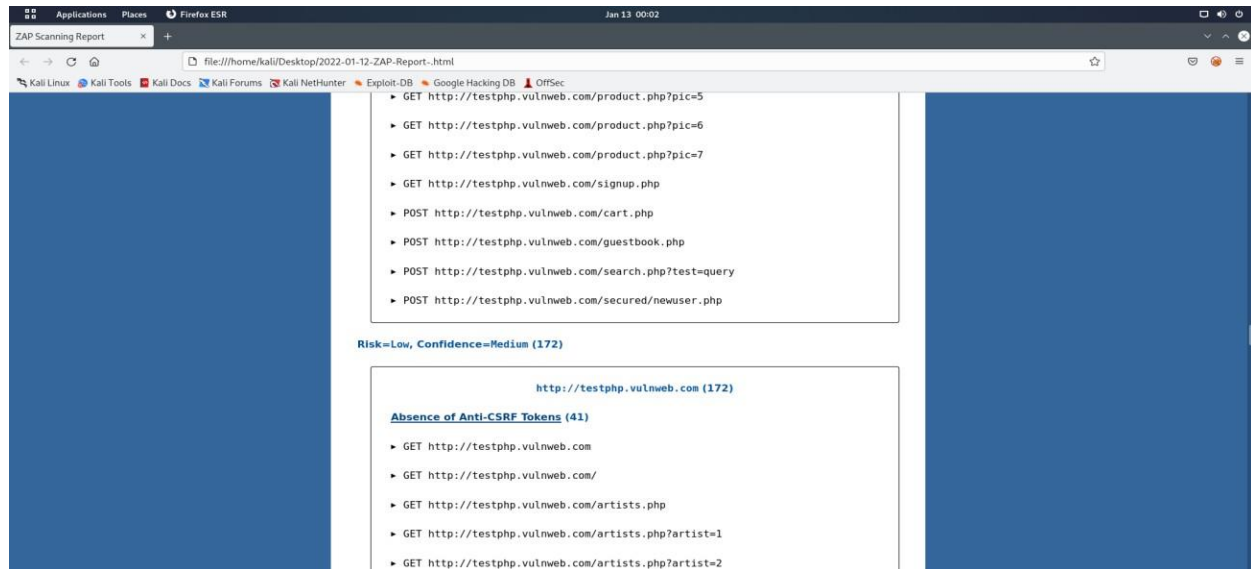 Applications Places Firefox ESR Jan 13 00:02
ZAP Scanning Report × +
file:///home/kali/Desktop/2022-01-12-ZAP-Report-.html
Kali Linux Kali Tools Kali Docs Kali Forums Kali NetHunter Exploit-DB Google Hacking DB OffSec
▸ GET http://testphp.vulnweb.com/product.php?pic=5
▸ GET http://testphp.vulnweb.com/product.php?pic=6
▸ GET http://testphp.vulnweb.com/product.php?pic=7
▸ GET http://testphp.vulnweb.com/signup.php
▸ POST http://testphp.vulnweb.com/cart.php
▸ POST http://testphp.vulnweb.com/guestbook.php
▸ POST http://testphp.vulnweb.com/search.php?test=query
▸ POST http://testphp.vulnweb.com/secured/newuser.php
Risk=Low, Confidence=Medium (172)
http://testphp.vulnweb.com (172)
Absence of Anti-CSRF Tokens (41)
▸ GET http://testphp.vulnweb.com
▸ GET http://testphp.vulnweb.com/
▸ GET http://testphp.vulnweb.com/artists.php
▸ GET http://testphp.vulnweb.com/artists.php?artist=1
▸ GET http://testphp.vulnweb.com/artists.php?artist=2